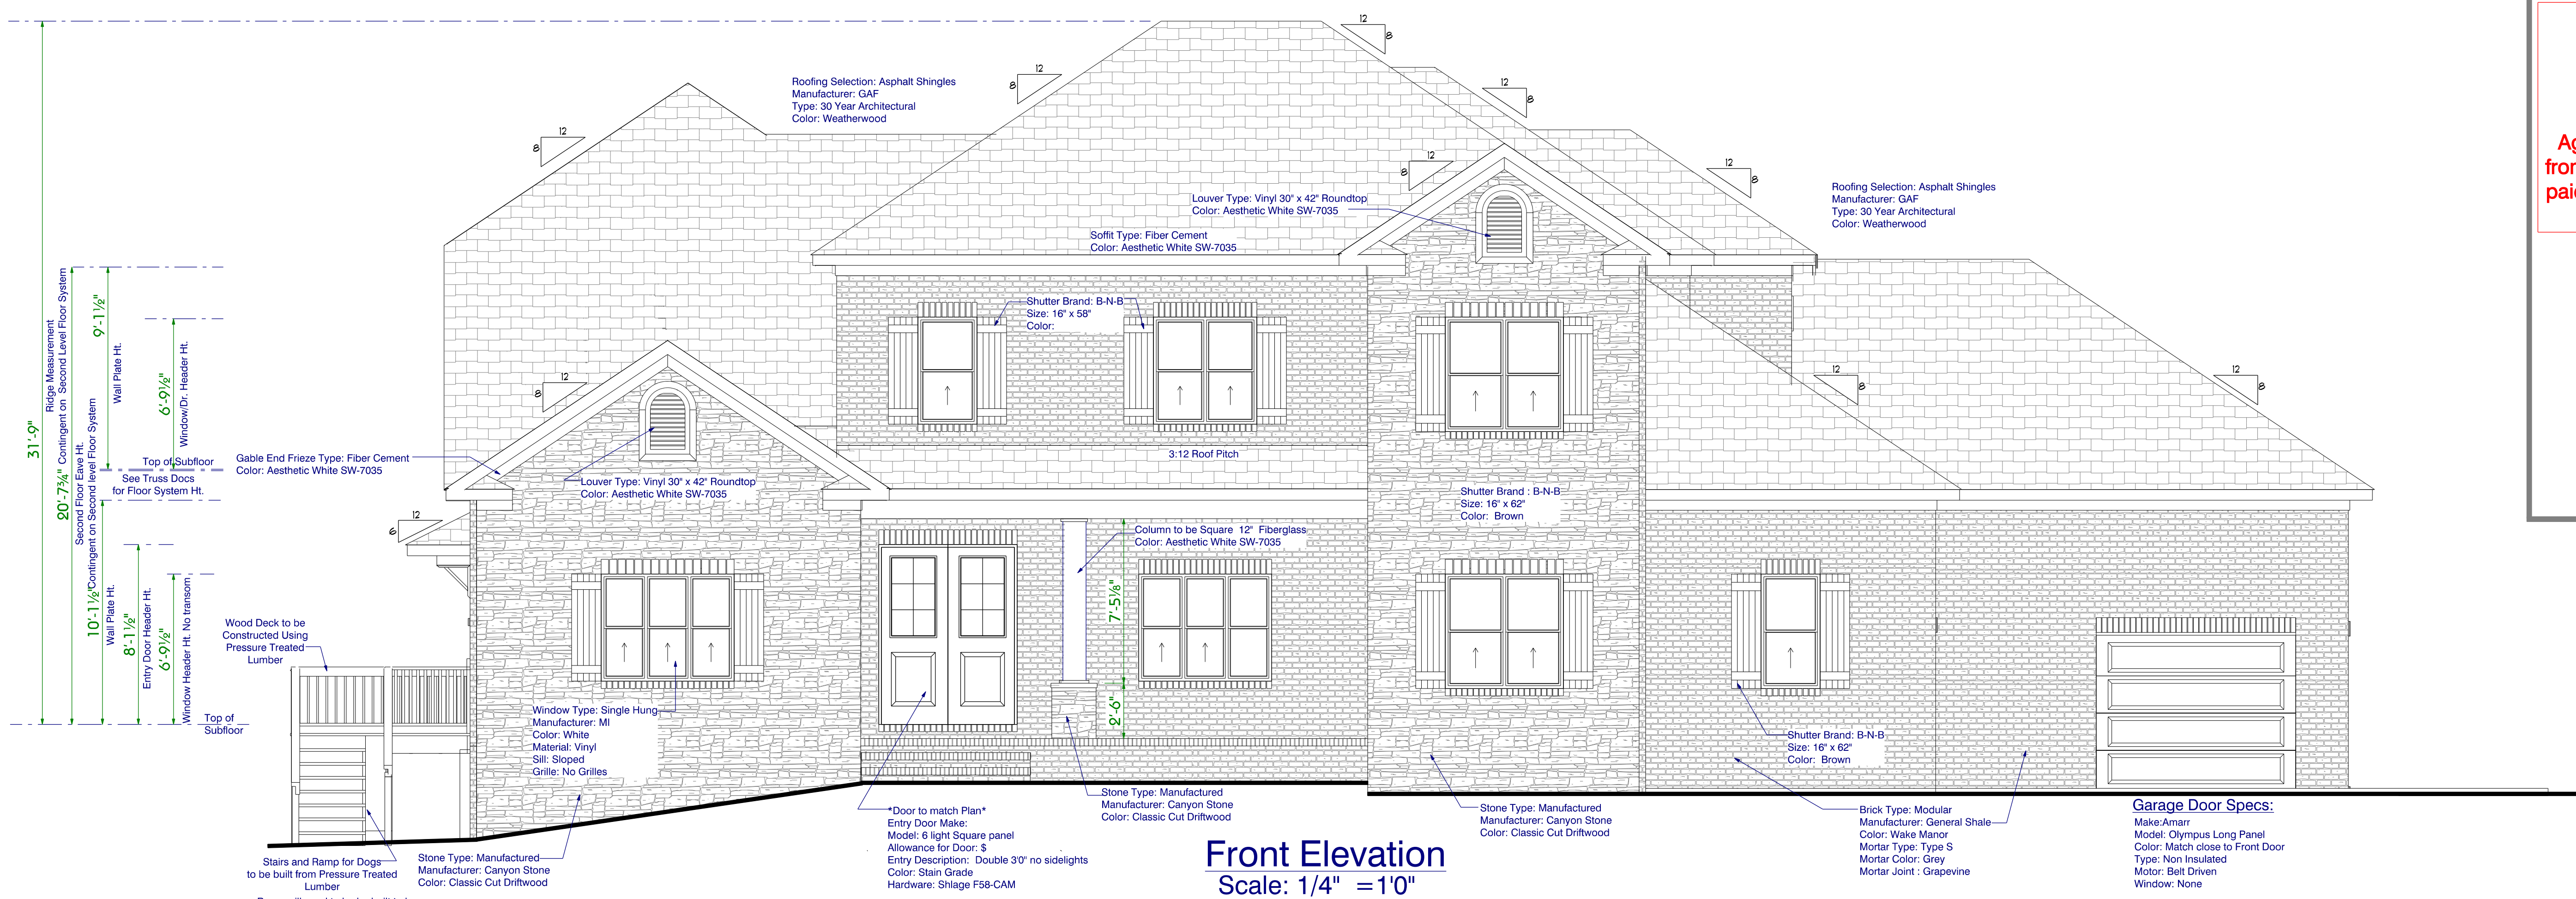 12
8
12
8
12
8
12
8
12
8
12
8
12
8
12
8
12
8
12
6
Roofing Selection: Asphalt Shingles
Manufacturer: GAF
Type: 30 Year Architectural
Color: Weatherwood
Roofing Selection: Asphalt Shingles
Manufacturer: GAF
Type: 30 Year Architectural
Color: Weatherwood
Louver Type: Vinyl 30" x 42" Roundtop
Color: Aesthetic White SW-7035
Soffit Type: Fiber Cement
Color: Aesthetic White SW-7035
Shutter Brand: B-N-B
Size: 16" x 58"
Color:
31'-9"
Ridge Measurement
20'-7¾" Contingent on Second Level Floor System
Second Floor Eave Ht.
10'-1½" Contingent on Second level Floor System
Wall Plate Ht.
9'-1½"
Wall Plate Ht.
8'-1½"
Entry Door Header Ht.
6'-9½"
Window/Dr. Header Ht.
6'-9½"
Window Header Ht. No transom
Top of Subfloor
See Truss Docs
for Floor System Ht.
Top of
Subfloor
Gable End Frieze Type: Fiber Cement
Color: Aesthetic White SW-7035
Louver Type: Vinyl 30" x 42" Roundtop
Color: Aesthetic White SW-7035
3:12 Roof Pitch
Shutter Brand : B-N-B
Size: 16" x 62"
Color: Brown
Column to be Square 12" Fiberglass
Color: Aesthetic White SW-7035
7'-5⅛"
2'-6"
Wood Deck to be
Constructed Using
Pressure Treated
Lumber
Window Type: Single Hung
Manufacturer: MI
Color: White
Material: Vinyl
Sill: Sloped
Grille: No Grilles
Shutter Brand: B-N-B
Size: 16" x 62"
Color: Brown
Stairs and Ramp for Dogs
to be built from Pressure Treated
Lumber
Stone Type: Manufactured
Manufacturer: Canyon Stone
Color: Classic Cut Driftwood
*Door to match Plan*
Entry Door Make:
Model: 6 light Square panel
Allowance for Door: $
Entry Description: Double 3'0" no sidelights
Color: Stain Grade
Hardware: Shlage F58-CAM
Stone Type: Manufactured
Manufacturer: Canyon Stone
Color: Classic Cut Driftwood
Front Elevation
Scale: 1/4" =1'0"
Stone Type: Manufactured
Manufacturer: Canyon Stone
Color: Classic Cut Driftwood
Brick Type: Modular
Manufacturer: General Shale
Color: Wake Manor
Mortar Type: Type S
Mortar Color: Grey
Mortar Joint : Grapevine
Garage Door Specs:
Make:Amarr
Model: Olympus Long Panel
Color: Match close to Front Door
Type: Non Insulated
Motor: Belt Driven
Window: None